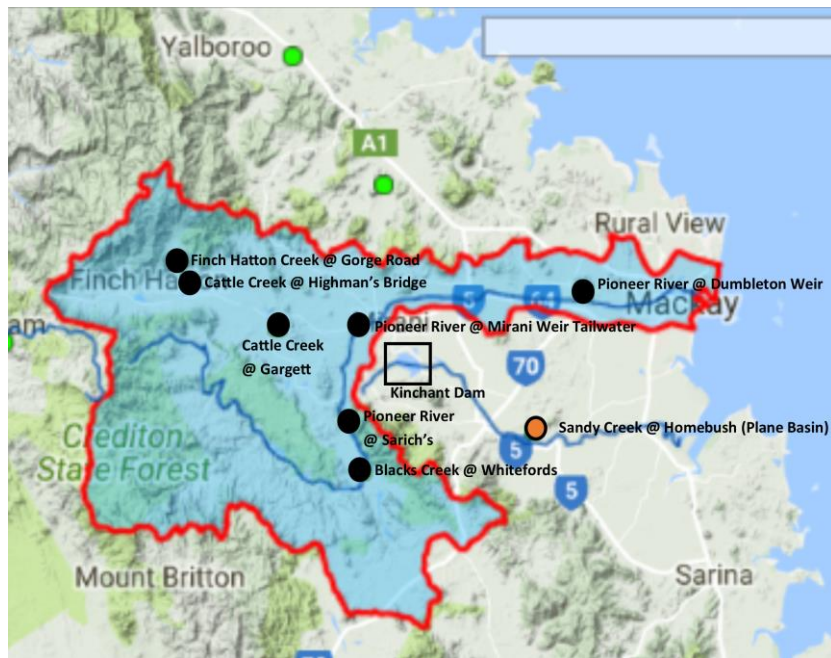 Yalboroo
A1
Rural View
Finch Hatton Creek @ Gorge Road
Finch Hatton
Cattle Creek @ Highman's Bridge
Pioneer River @ Dumbleton Weir
Mackay
Pioneer River @ Mirani Weir Tailwater
Cattle Creek
@ Gargett
70
Kinchant Dam
Pioneer River
@ Sarich's
Sandy Creek @ Homebush (Plane Basin)
Crediton
State Forest
5
Blacks Creek @ Whitefords
5
Mount Britton
Sarina